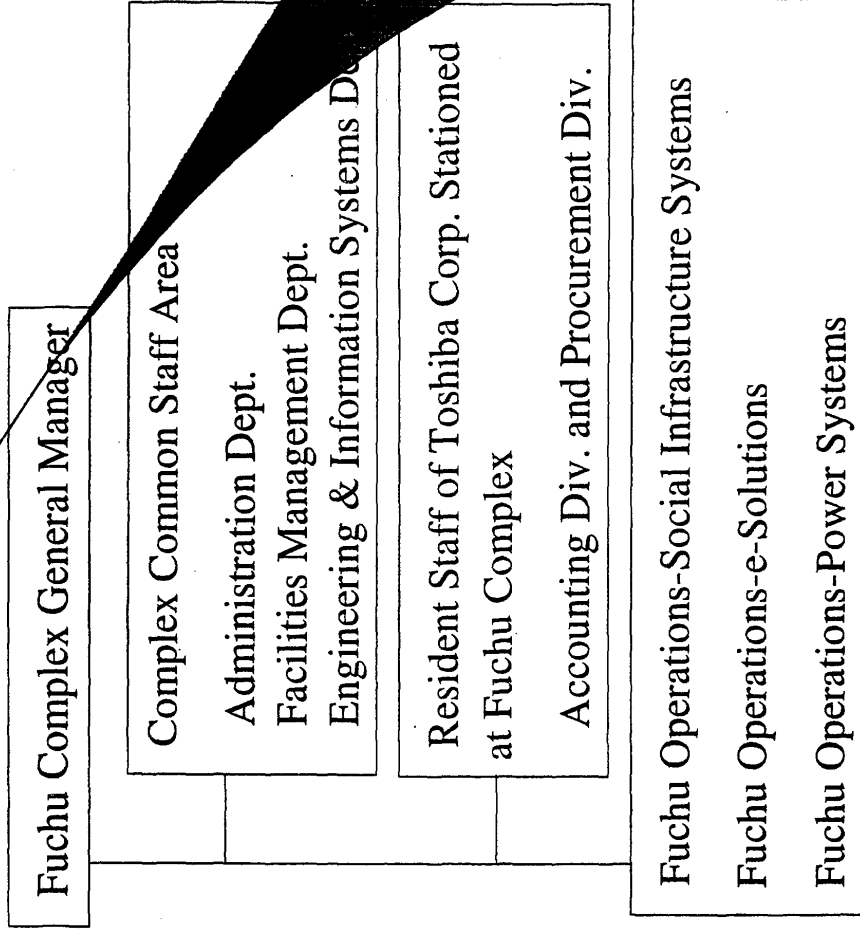 Fuchu Complex General Manager
Complex Common Staff Area
Administration Dept.
Facilities Management Dept.
Engineering & Information Systems
Resident Staff of Toshiba Corp. Stationed
at Fuchu Complex
Accounting Div. and Procurement Div.
Fuchu Operations-Social Infrastructure Systems
Fuchu Operations-e-Solutions
Fuchu Operations-Power Systems